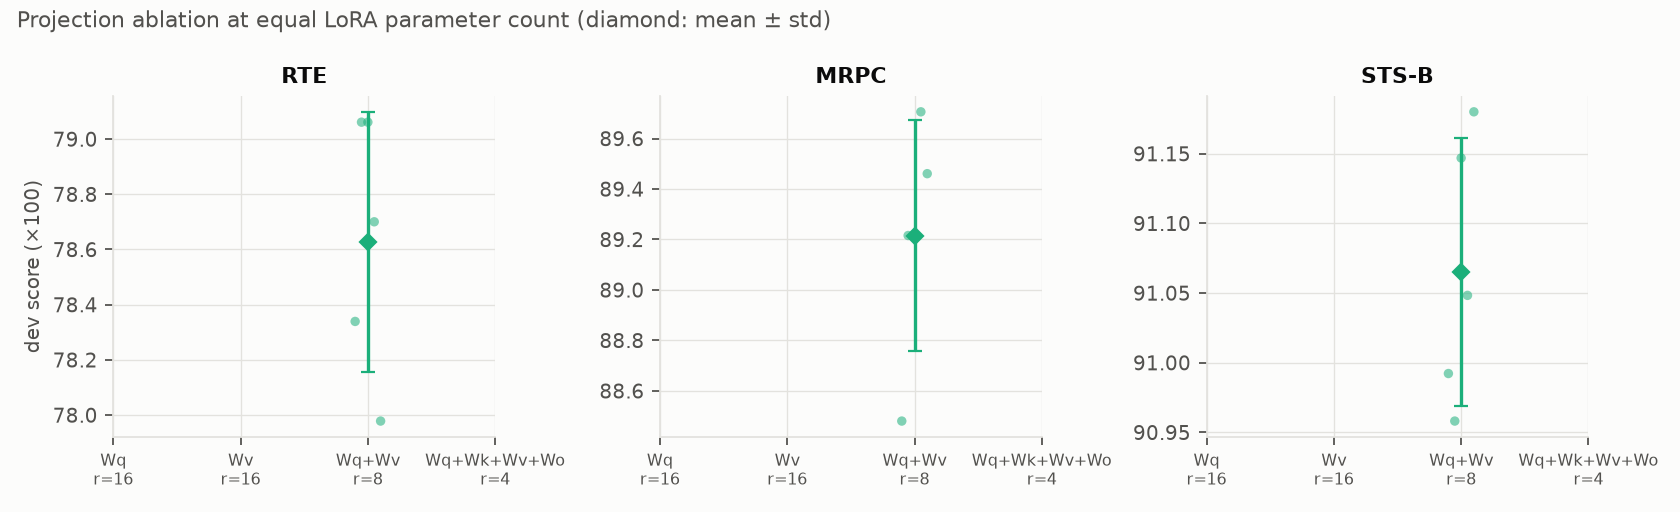 Projection ablation at equal LoRA parameter count (diamond: mean ± std)
RTE
dev score (×100)
79.0
78.8
78.6
78.4
78.2
78.0
Wq
r=16
Wv
r=16
Wq+Wv
r=8
Wq+Wk+Wv+Wo
r=4
MRPC
89.6
89.4
89.2
89.0
88.8
88.6
Wq
r=16
Wv
r=16
Wq+Wv
r=8
Wq+Wk+Wv+Wo
r=4
STS-B
91.15
91.10
91.05
91.00
90.95
Wq
r=16
Wv
r=16
Wq+Wv
r=8
Wq+Wk+Wv+Wo
r=4